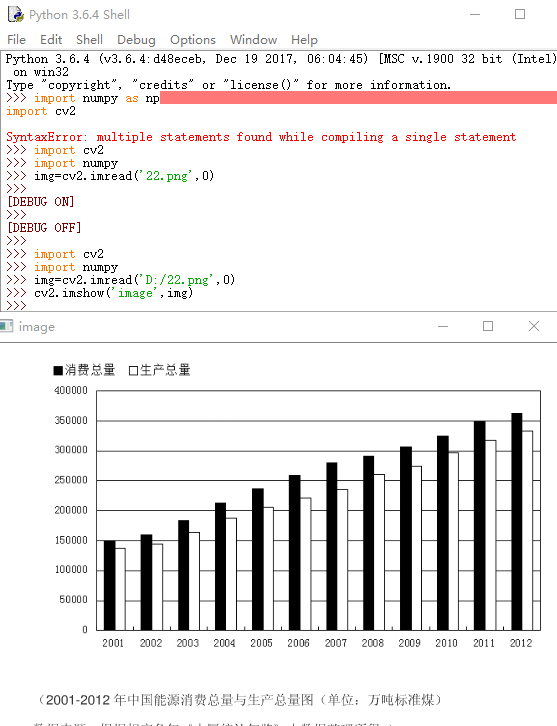 Python 3.6.4 Shell
File Edit Shell Debug Options Window Help
Python 3.6.4 (v3.6.4:d48eceb, Dec 19 2017, 06:04:45) [MSC v.1900 32 bit (Intel)
on win32
Type "copyright", "credits" or "license()" for more information.
>>> import numpy as np
import cv2
SyntaxError: multiple statements found while compiling a single statement
>>> import cv2
>>> import numpy
>>> img=cv2.imread('22.png',0)
>>>
[DEBUG ON]
>>>
[DEBUG OFF]
>>>
>>> import cv2
>>> import numpy
>>> img=cv2.imread('D:/22.png',0)
>>> cv2.imshow('image',img)
>>>
image
■消费总量 □生产总量
400000
350000
300000
250000
200000
150000
100000
50000
0
2001 2002 2003 2004 2005 2006 2007 2008 2009 2010 2011 2012
（2001-2012 年中国能源消费总量与生产总量图（单位：万吨标准煤）